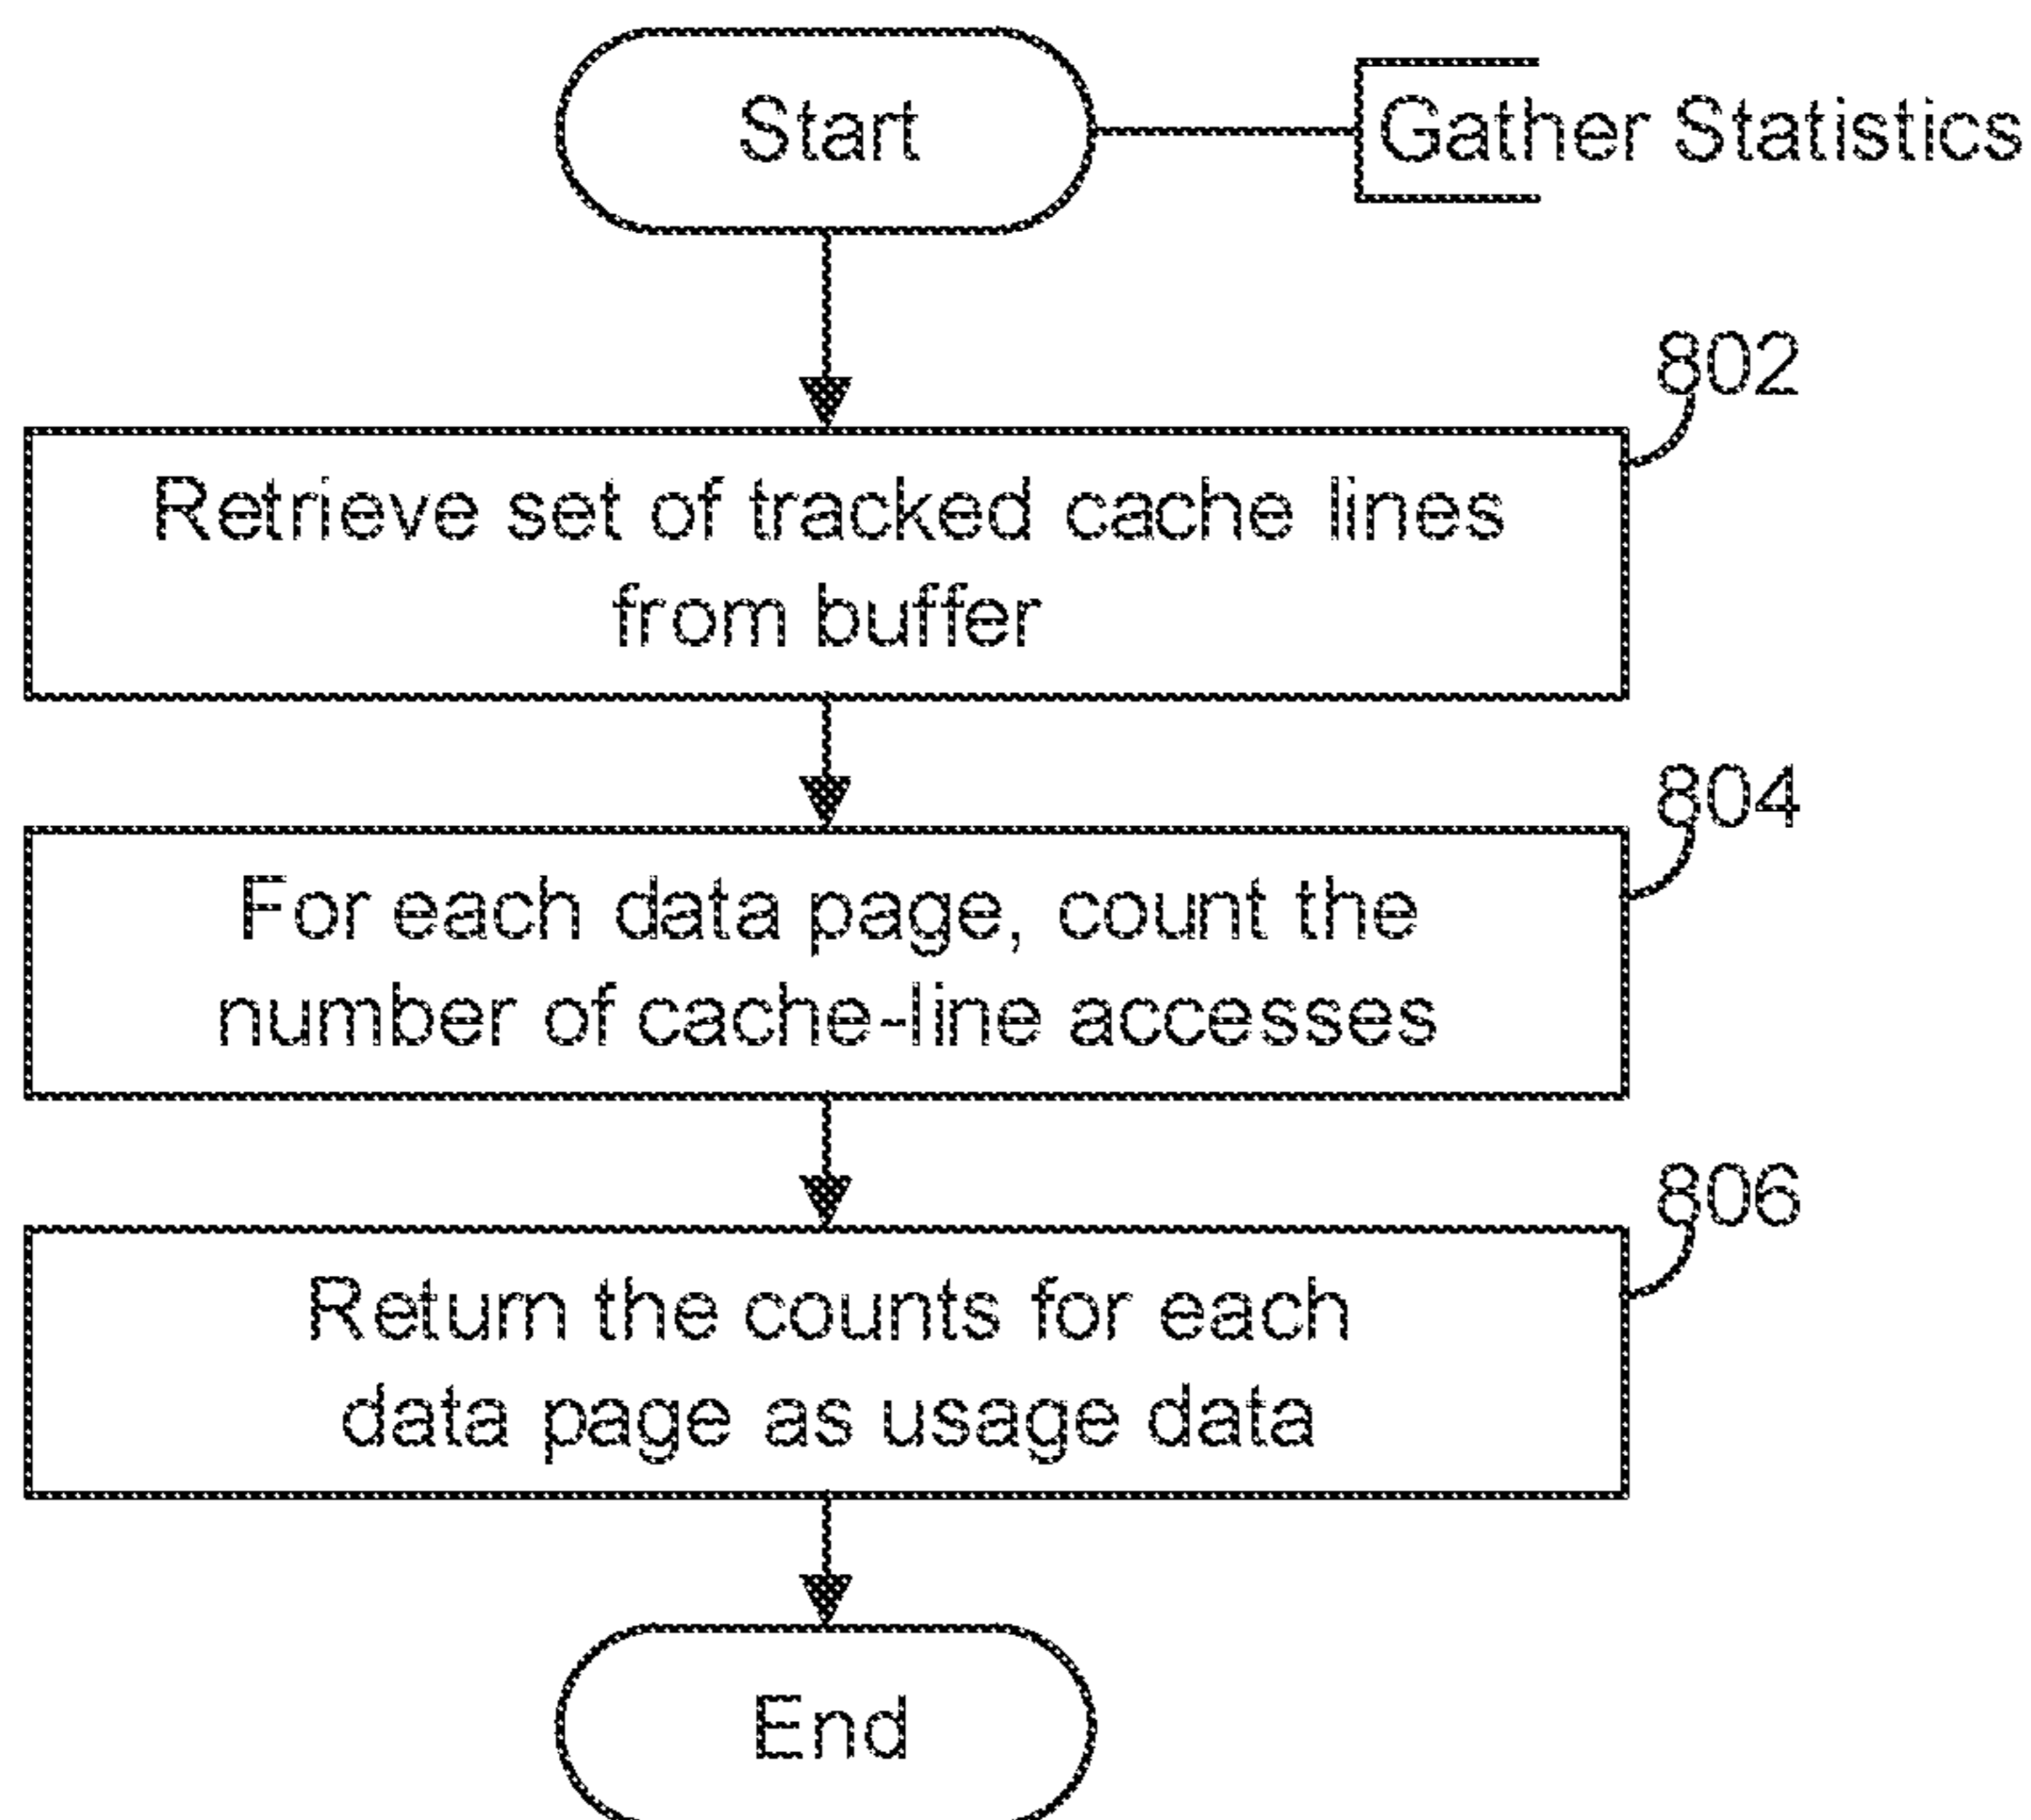 Start
Gather Statistics
802
Retrieve set of tracked cache lines
from buffer
804
For each data page, count the
number of cache-line accesses
806
Return the counts for each
data page as usage data
End